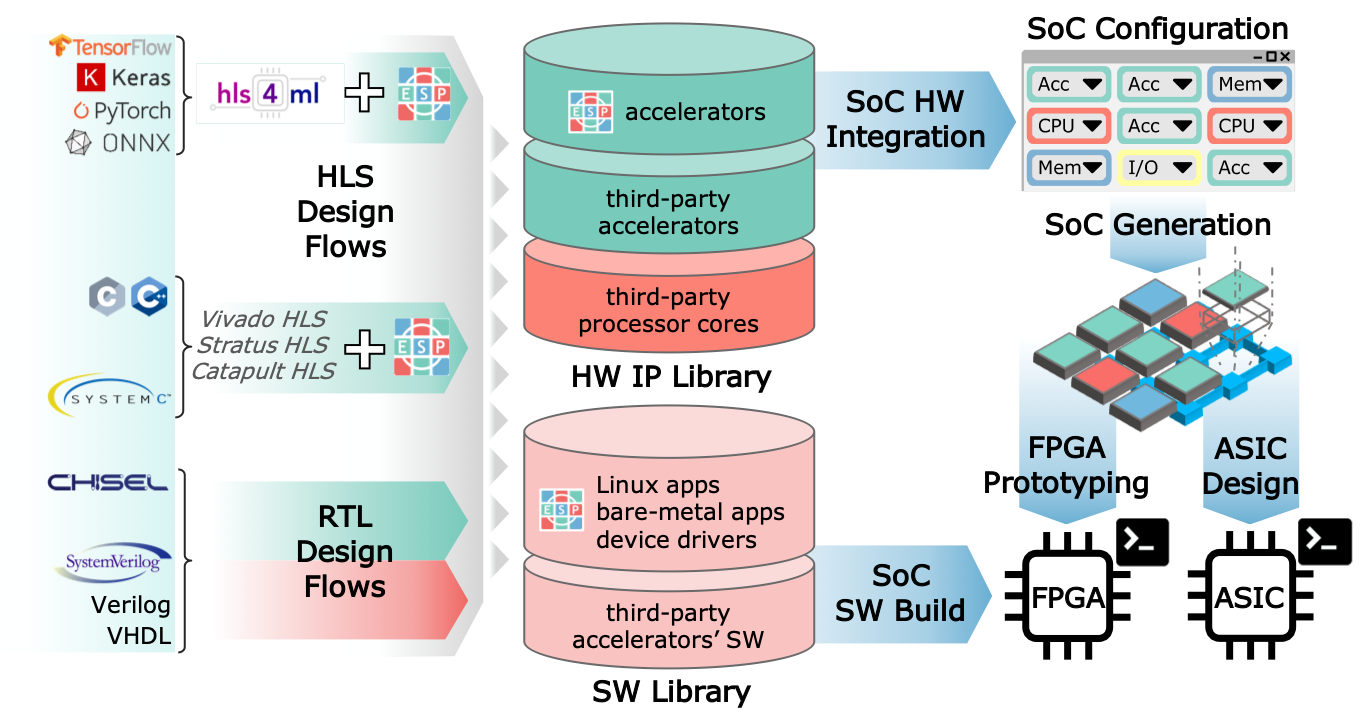 TensorFlow
Keras
PyTorch
ONNX
hls 4 ml
ESP
HLS
Design
Flows
C
C++
SYSTEM C™
Vivado HLS
Stratus HLS
Catapult HLS
ESP
CHISEL
SystemVerilog
Verilog
VHDL
RTL
Design
Flows
ESP
accelerators
third-party
accelerators
third-party
processor cores
HW IP Library
ESP
Linux apps
bare-metal apps
device drivers
third-party
accelerators’ SW
SW Library
SoC HW
Integration
SoC
SW Build
SoC Configuration
Acc
Acc
Mem
CPU
Acc
CPU
Mem
I/O
Acc
SoC Generation
FPGA
Prototyping
ASIC
Design
FPGA
ASIC